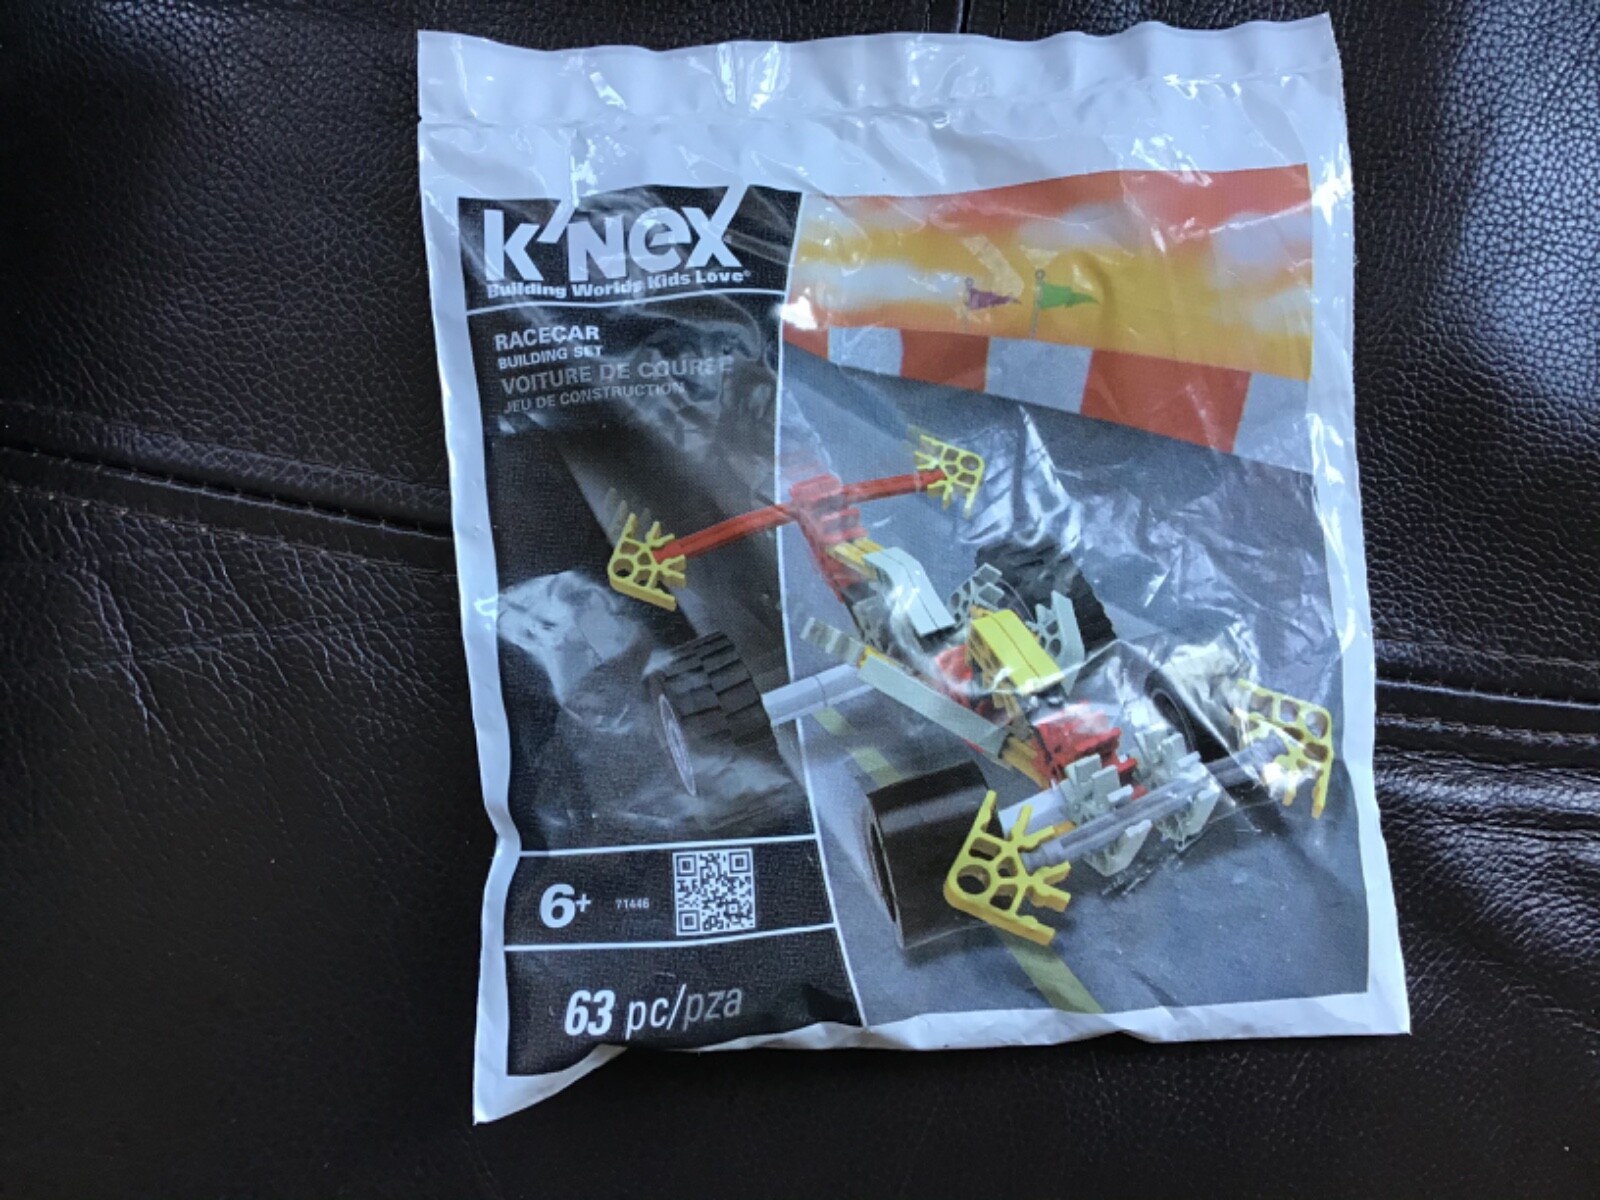 K'NEX
Building Worlds Kids Love®
RACECAR
BUILDING SET
VOITURE DE COURSE
JEU DE CONSTRUCTION
6+ 71446
63 pc/pza